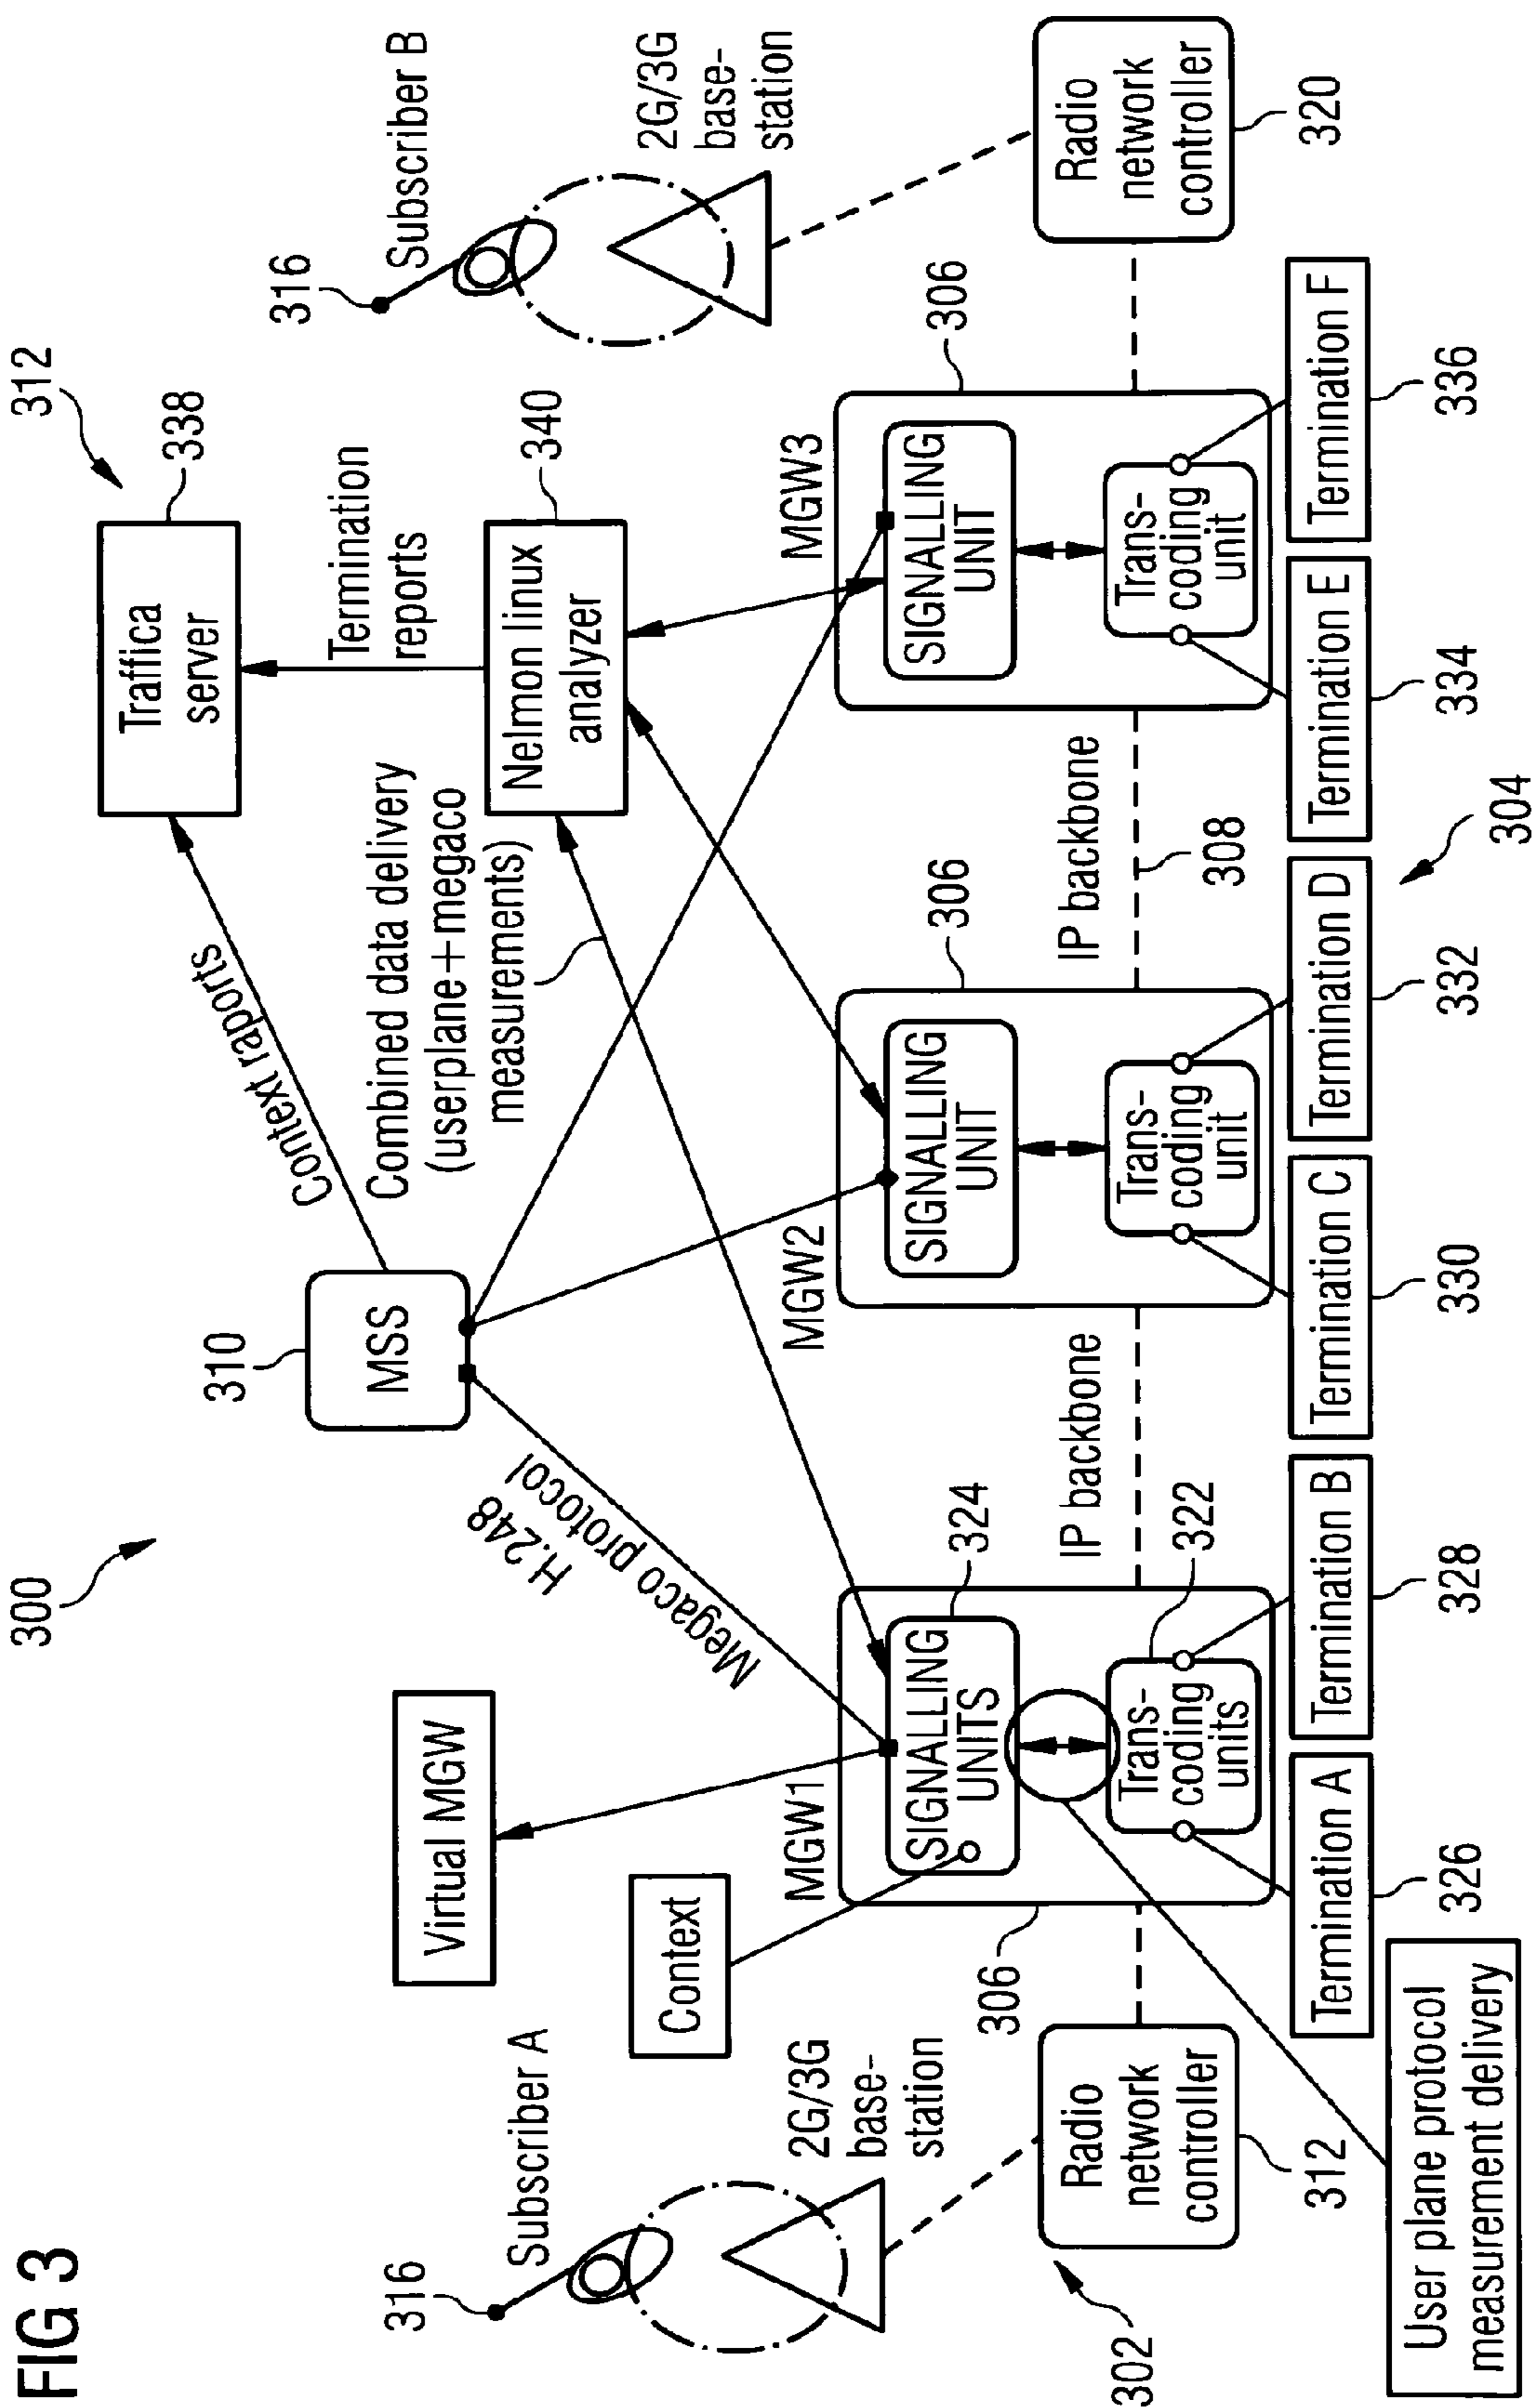 FIG 3
300
312
Traffica
server
338
Termination
reports
Context raports
310
MSS
Combined data delivery
(userplane+megaco
measurements)
Nelmon linux
analyzer
340
316
Subscriber B
2G/3G
base-
station
Radio
network
controller
320
Virtual MGW
H.248
Megaco protocol
316
Subscriber A
2G/3G
base-
station
Context
Radio
network
controller
312
302
MGW1
306
SIGNALLING
UNITS
324
Trans-
coding
units
322
IP backbone
MGW2
306
SIGNALLING
UNIT
Trans-
coding
unit
IP backbone
308
MGW3
306
SIGNALLING
UNIT
Trans-
coding
unit
Termination A
326
Termination B
328
Termination C
330
Termination D
332
Termination E
334
Termination F
336
304
User plane protocol
measurement delivery